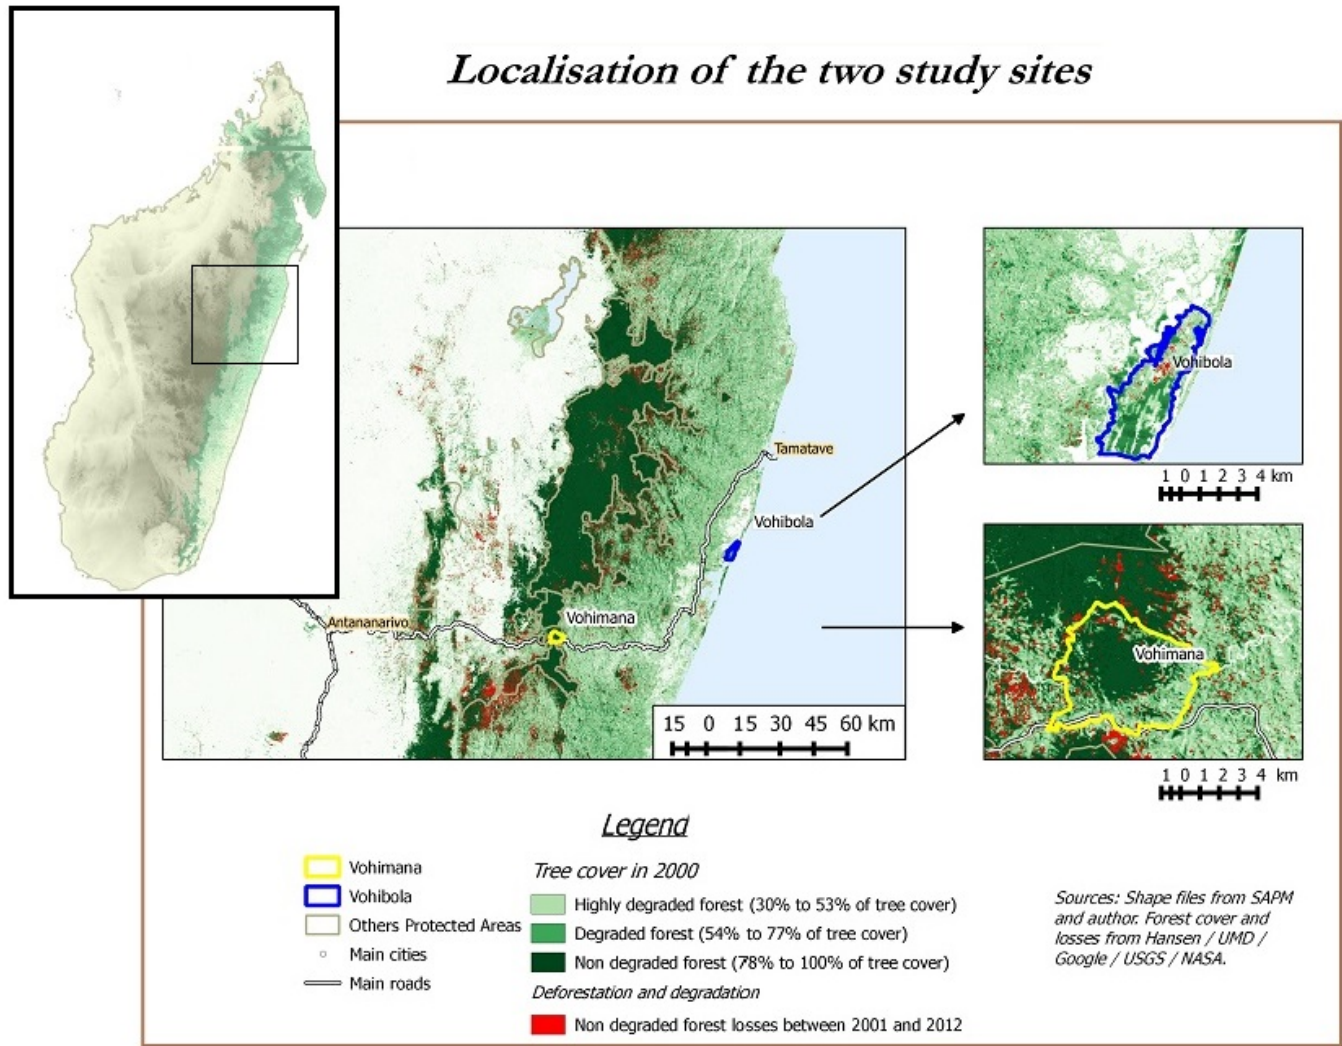 Localisation of the two study sites
Tamatave
Vohibola
Vohimana
Antananarivo
15 0 15 30 45 60 km
Vohibola
1 0 1 2 3 4 km
Vohimana
1 0 1 2 3 4 km
Legend
Vohimana
Vohibola
Others Protected Areas
Main cities
Main roads
Tree cover in 2000
Highly degraded forest (30% to 53% of tree cover)
Degraded forest (54% to 77% of tree cover)
Non degraded forest (78% to 100% of tree cover)
Deforestation and degradation
Non degraded forest losses between 2001 and 2012
Sources: Shape files from SAPM
and author. Forest cover and
losses from Hansen / UMD /
Google / USGS / NASA.